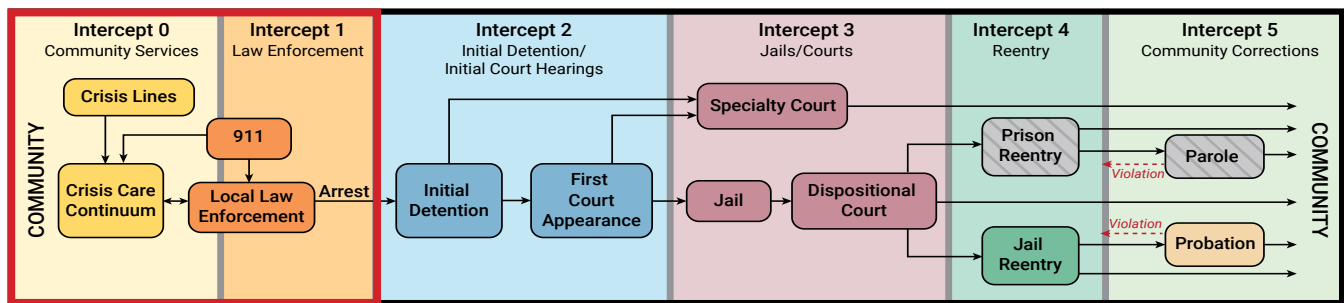 Intercept 0
Community Services
Intercept 1
Law Enforcement
Intercept 2
Initial Detention/
Initial Court Hearings
Intercept 3
Jails/Courts
Intercept 4
Reentry
Intercept 5
Community Corrections
COMMUNITY
Crisis Lines
911
Crisis Care
Continuum
Local Law
Enforcement
Arrest
Initial
Detention
First
Court
Appearance
Specialty Court
Jail
Dispositional
Court
Prison
Reentry
Parole
Violation
Jail
Reentry
Violation
Probation
COMMUNITY